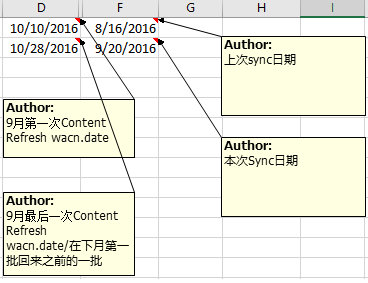 D F G H I
10/10/2016 8/16/2016
10/28/2016 9/20/2016
Author:
上次sync日期
Author:
9月第一次Content
Refresh wacn.date
Author:
本次Sync日期
Author:
9月最后一次Content
Refresh
wacn.date/在下月第一
批回来之前的一批